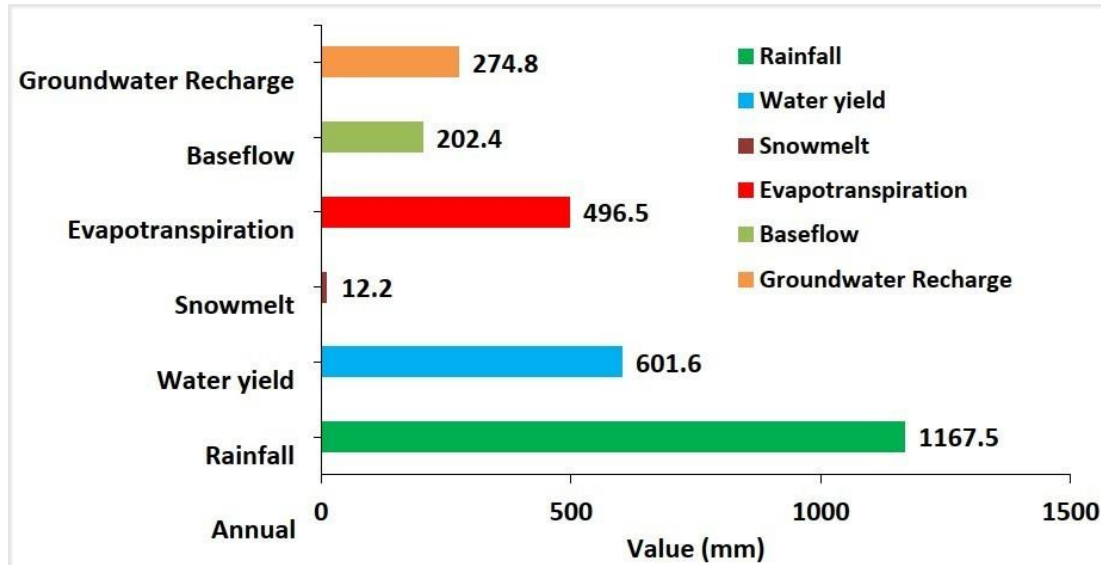 Groundwater Recharge
274.8
Baseflow
202.4
Evapotranspiration
496.5
Snowmelt
12.2
Water yield
601.6
Rainfall
1167.5
Annual
0
500
1000
1500
Value (mm)
Rainfall
Water yield
Snowmelt
Evapotranspiration
Baseflow
Groundwater Recharge